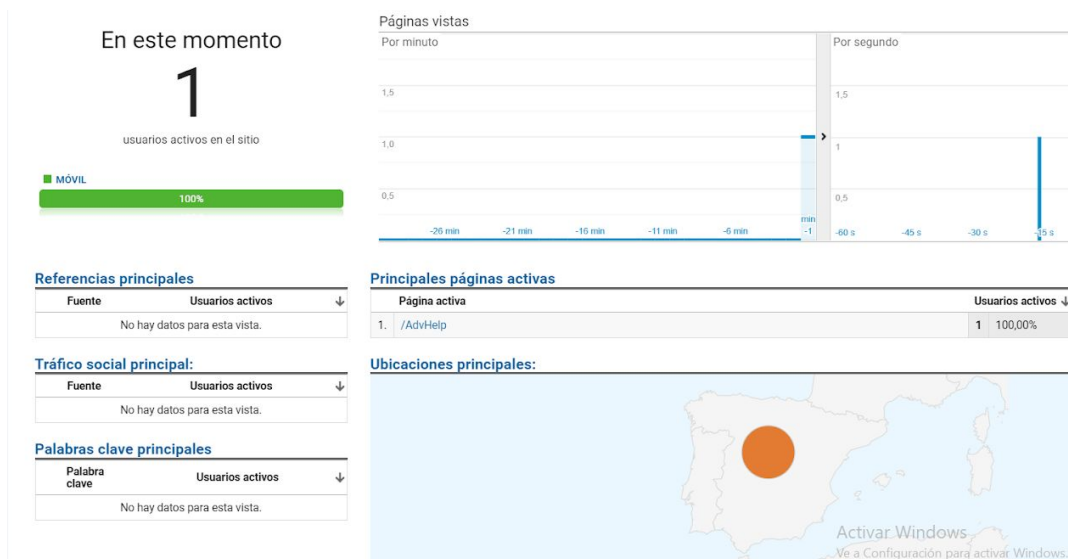 En este momento
1
usuarios activos en el sitio
MÓVIL
100%
Páginas vistas
Por minuto
1,5
1,0
0,5
-26 min
-21 min
-16 min
-11 min
-6 min
min
-1
Por segundo
1,5
1
0,5
-60 s
-45 s
-30 s
-15 s
Referencias principales
Fuente Usuarios activos
No hay datos para esta vista.
Principales páginas activas
Página activa Usuarios activos
1. /AdvHelp 1 100,00%
Tráfico social principal:
Fuente Usuarios activos
No hay datos para esta vista.
Palabras clave principales
Palabra
clave
Usuarios activos
No hay datos para esta vista.
Ubicaciones principales:
Activar Windows
Ve a Configuración para activar Windows.